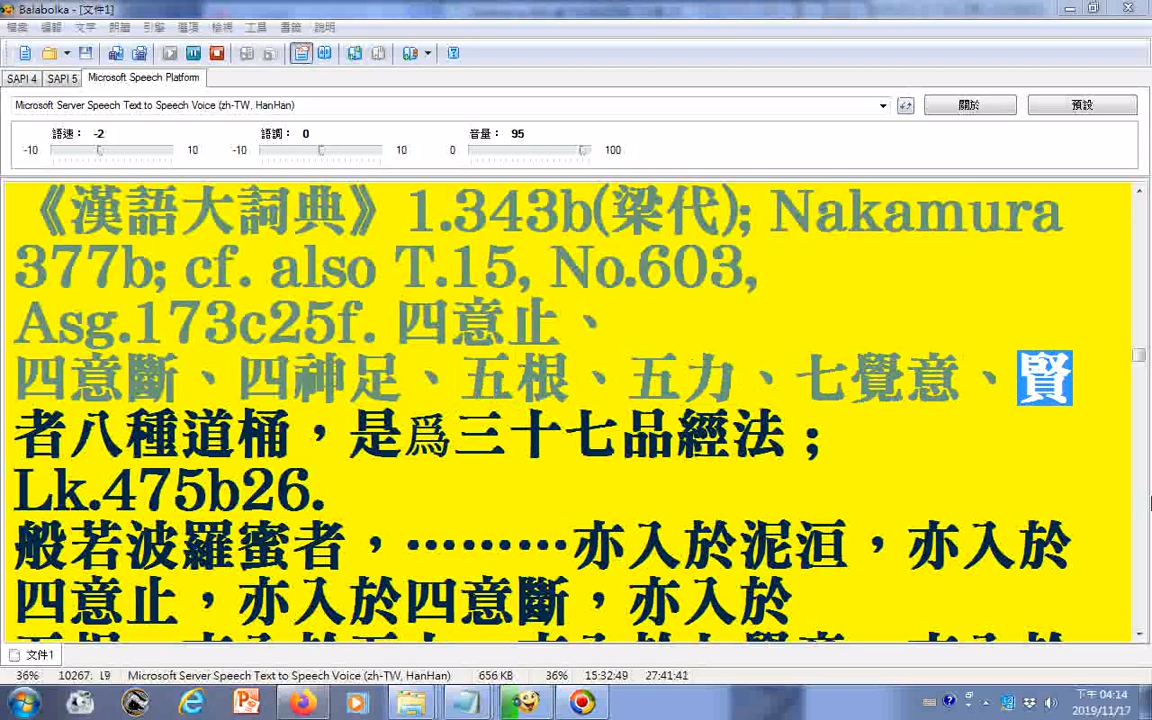 Balabolka - [文件1]
檔案 編輯 文字 朗讀 引擎 選項 檢視 工具 書籤 說明
SAPI 4 SAPI 5 Microsoft Speech Platform
Microsoft Server Speech Text to Speech Voice (zh-TW, HanHan) 關於 預設
語速： -2 語調： 0 音量： 95
-10 10 -10 10 0 100
《漢語大詞典》 1.343b(梁代); Nakamura
377b; cf. also T.15, No.603,
Asg.173c25f. 四意止、
四意斷、四神足、五根、五力、七覺意、賢
者八種道桶，是爲三十七品經法；
Lk.475b26.
般若波羅蜜者，………亦入於泥洹，亦入於
四意止，亦入於四意斷，亦入於
文件1
36% 10267: 19 Microsoft Server Speech Text to Speech Voice (zh-TW, HanHan) 656 KB 36% 15:32:49 27:41:41
下午 04:14
2019/11/17